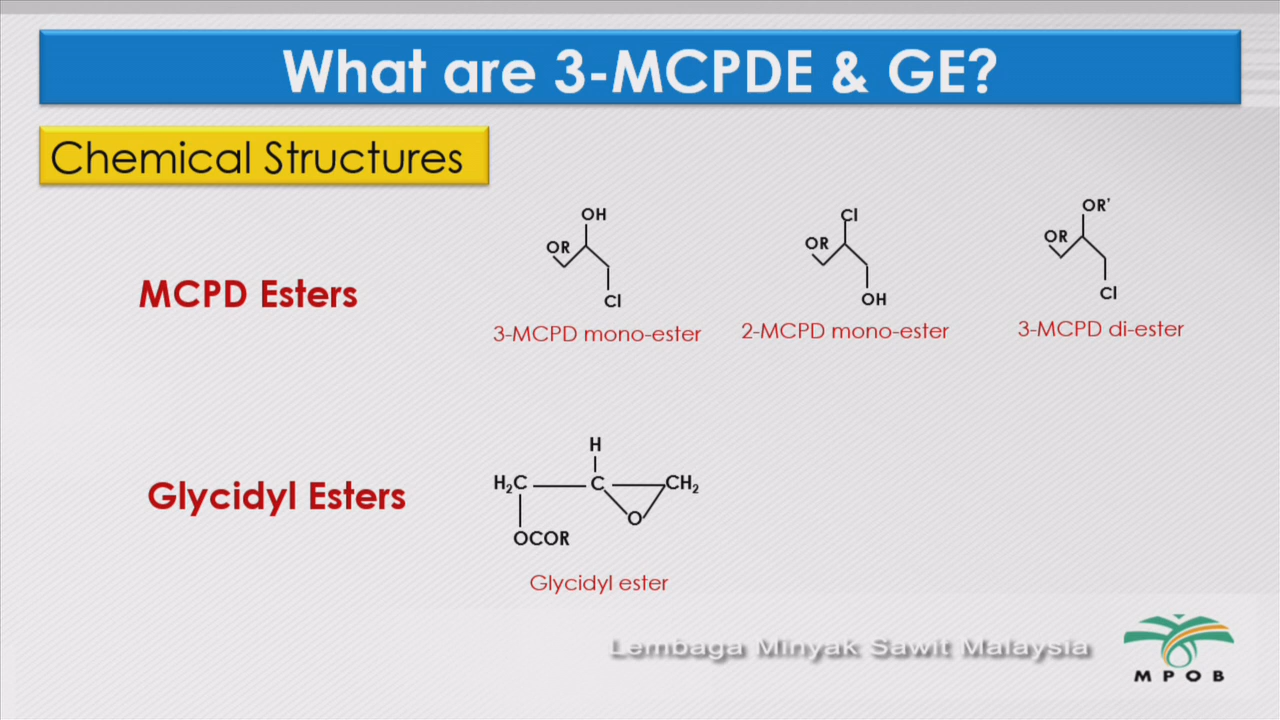 What are 3-MCPDE & GE?
Chemical Structures
MCPD Esters
OH
OR
Cl
3-MCPD mono-ester
Cl
OR
OH
2-MCPD mono-ester
OR’
OR
Cl
3-MCPD di-ester
Glycidyl Esters
H
H₂C C CH₂
O
OCOR
Glycidyl ester
Lembaga Minyak Sawit Malaysia
MPOB